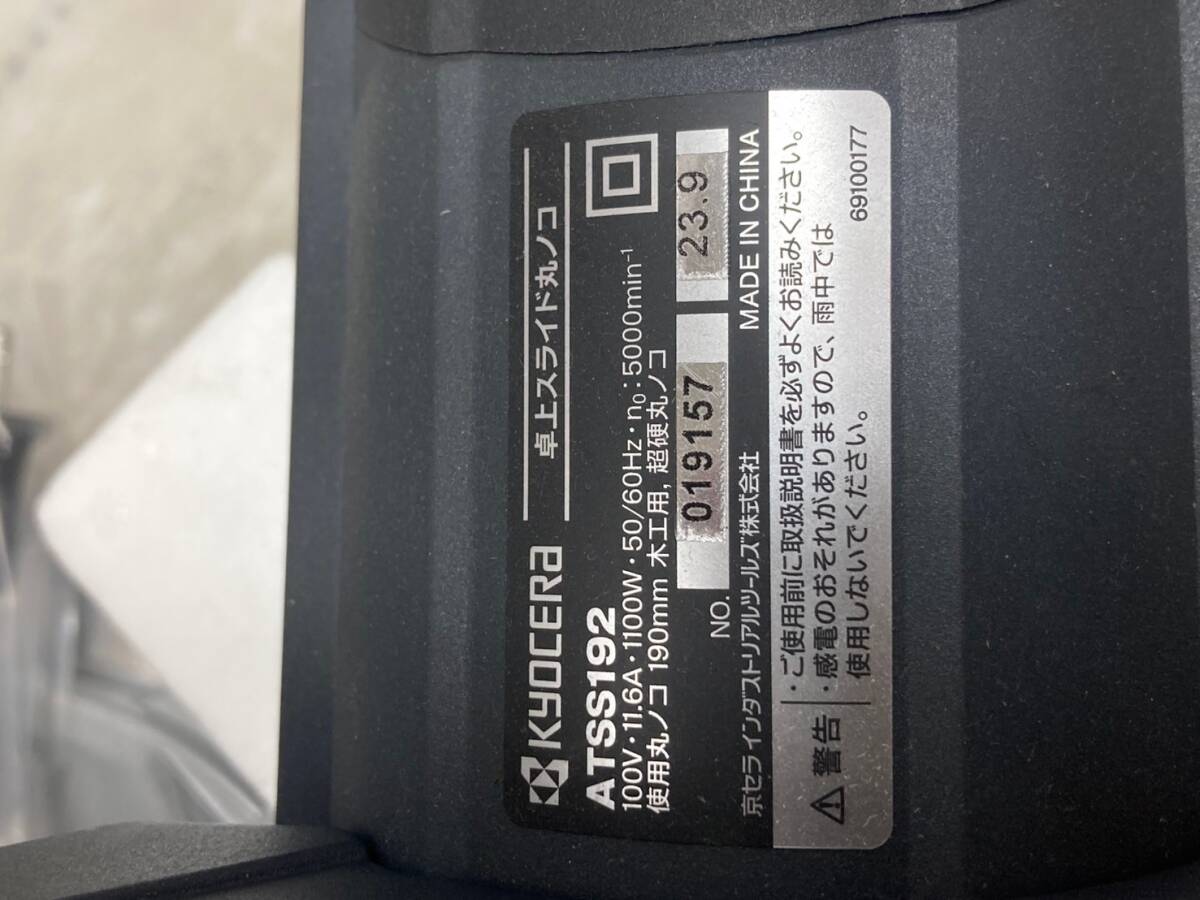 KYOCERA 卓上スライド丸ノコ
ATSS192
100V・11.6A・1100W・50/60Hz・n₀:5000min⁻¹
使用丸ノコ 190mm 木工用, 超硬丸ノコ
NO. 019157 23.9
京セラインダストリアルツールズ株式会社 MADE IN CHINA
⚠ 警告
・ご使用前に取扱説明書を必ずよくお読みください。
・感電のおそれがありますので、雨中では
使用しないでください。
69100177